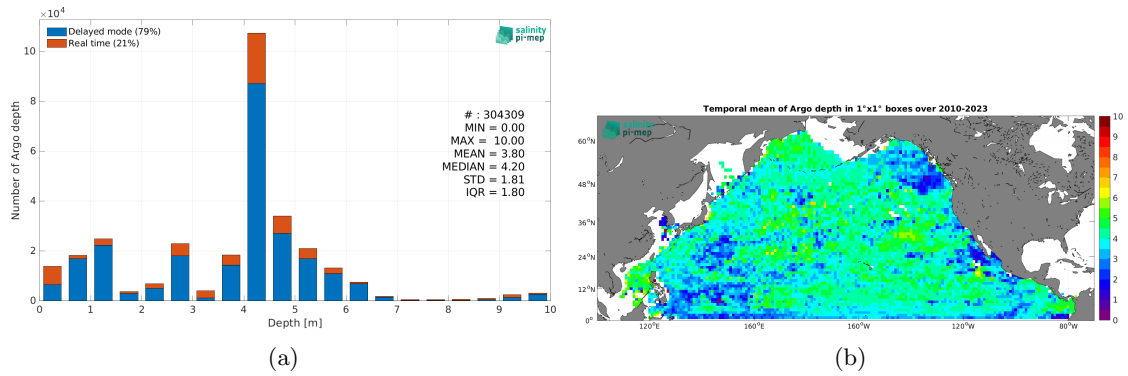 ×10⁴
10
8
6
4
2
0
Number of Argo depth
Delayed mode (79%)
Real time (21%)
salinity
pi-mep
# : 304309
MIN = 0.00
MAX = 10.00
MEAN = 3.80
MEDIAN = 4.20
STD = 1.81
IQR = 1.80
0 1 2 3 4 5 6 7 8 9 10
Depth [m]
(a)
Temporal mean of Argo depth in 1°x1° boxes over 2010-2023
salinity
pi-mep
60°N
48°N
36°N
24°N
12°N
0°
120°E 160°E 160°W 120°W 80°W
10
9
8
7
6
5
4
3
2
1
0
(b)